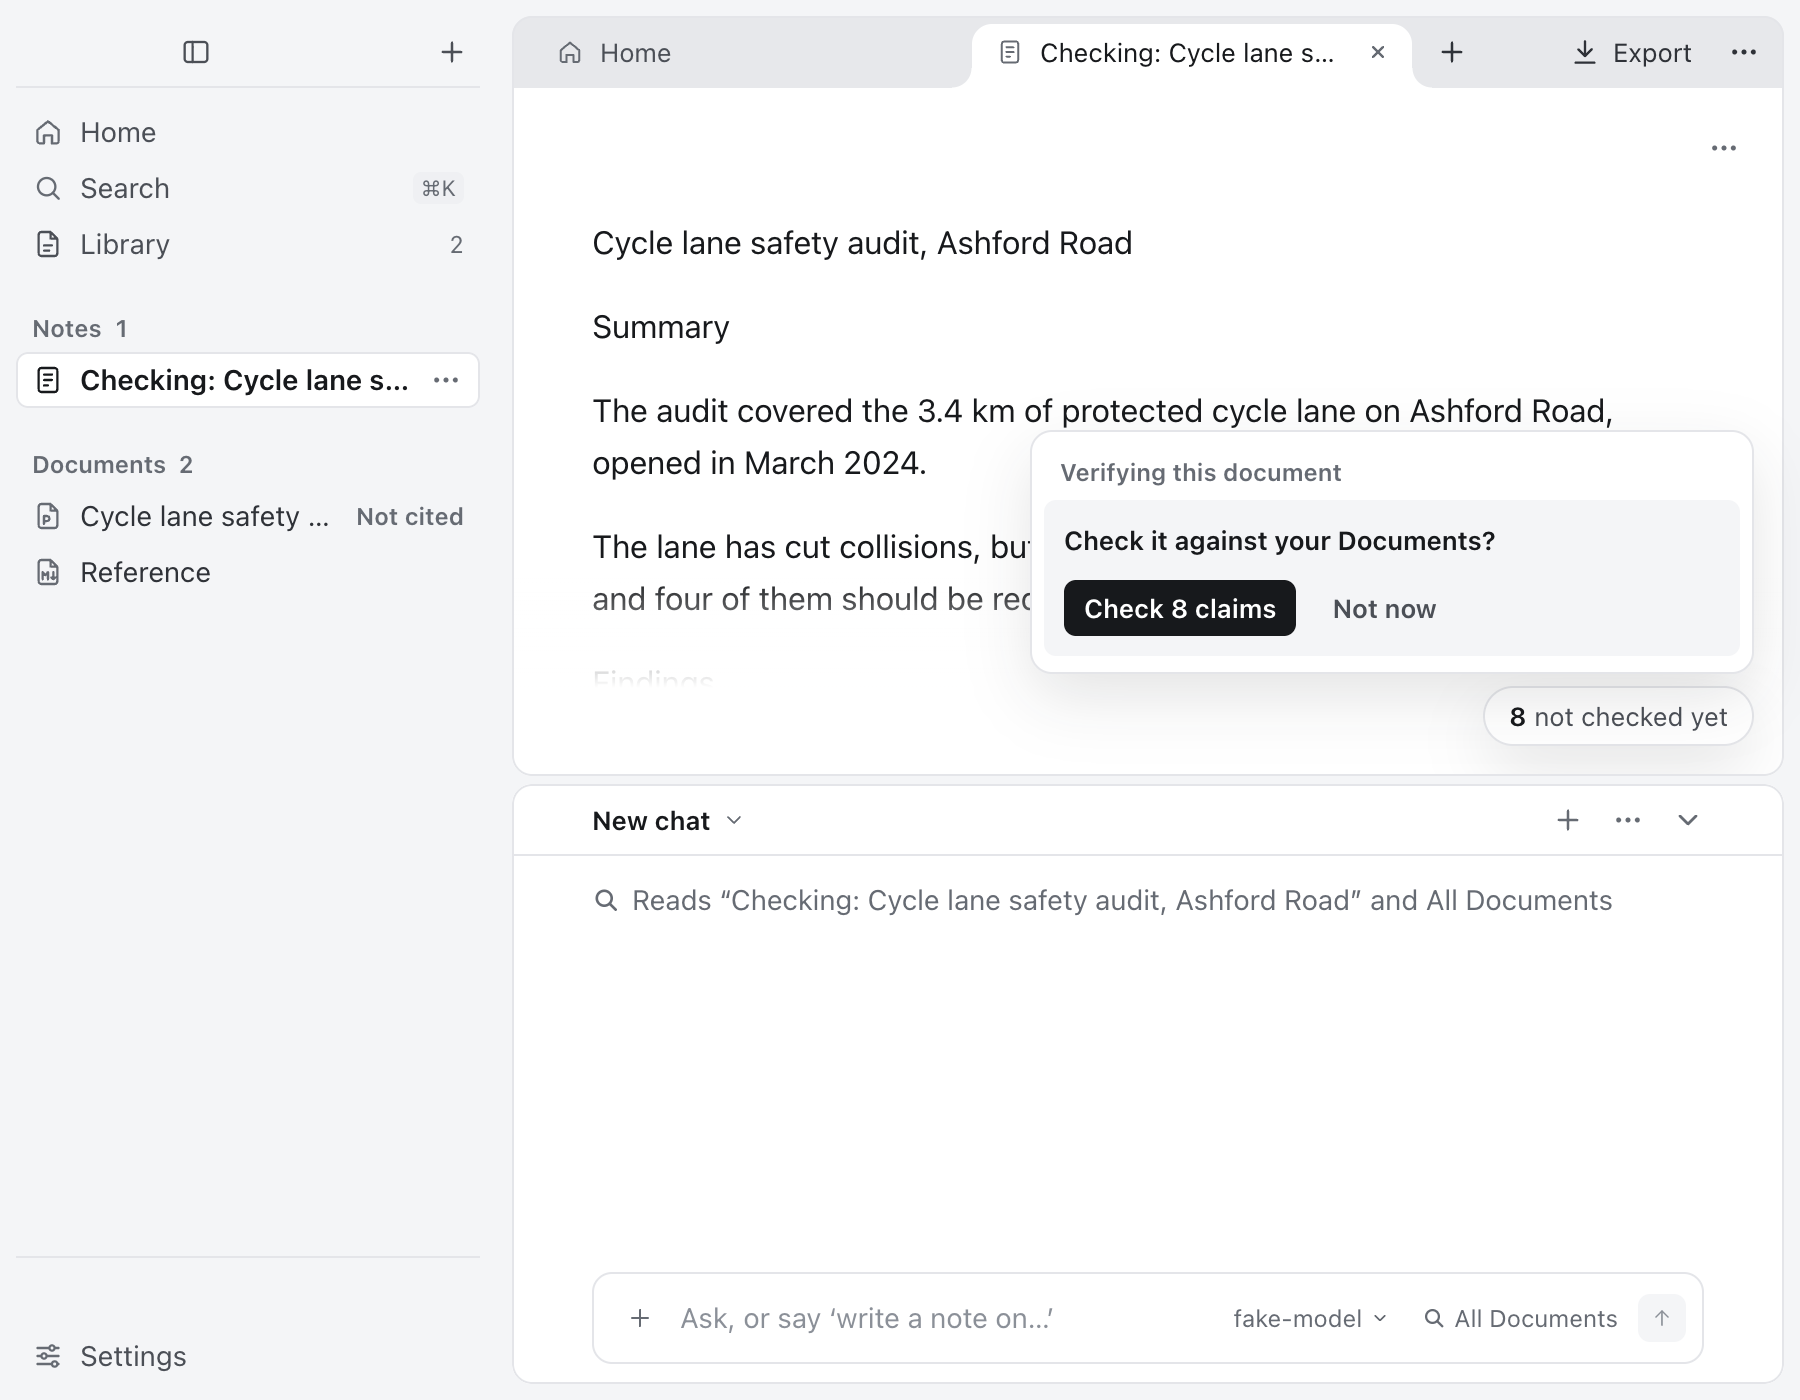 Home
Search ⌘K
Library 2
Notes 1
Checking: Cycle lane s...
Documents 2
Cycle lane safety ... Not cited
Reference
Settings
Home
Checking: Cycle lane s...
Export
Cycle lane safety audit, Ashford Road
Summary
The audit covered the 3.4 km of protected cycle lane on Ashford Road,
opened in March 2024.
The lane has cut collisions, but
and four of them should be
Findings
Verifying this document
Check it against your Documents?
Check 8 claims Not now
8 not checked yet
New chat
Reads “Checking: Cycle lane safety audit, Ashford Road” and All Documents
Ask, or say ‘write a note on...’ fake-model All Documents